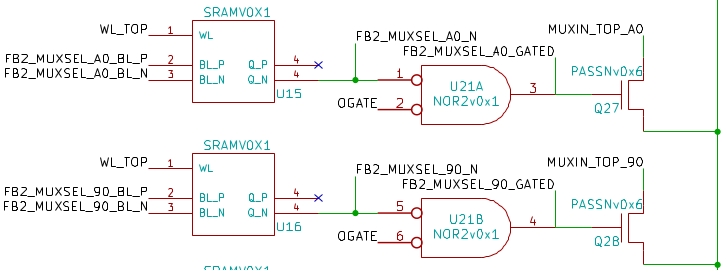 SRAMV0X1
WL_TOP 1 WL
FB2_MUXSEL_A0_BL_P 2 BL_P Q_P 4
FB2_MUXSEL_A0_BL_N 3 BL_N Q_N 4
U15
FB2_MUXSEL_A0_N
FB2_MUXSEL_A0_GATED
1
U21A
NOR2v0x1
3
OGATE 2
MUXIN_TOP_A0
PASSNv0x6
Q27
SRAMV0X1
WL_TOP 1 WL
FB2_MUXSEL_90_BL_P 2 BL_P Q_P 4
FB2_MUXSEL_90_BL_N 3 BL_N Q_N 4
U16
FB2_MUXSEL_90_N
FB2_MUXSEL_90_GATED
5
U21B
NOR2v0x1
4
OGATE 6
MUXIN_TOP_90
PASSNv0x6
Q28